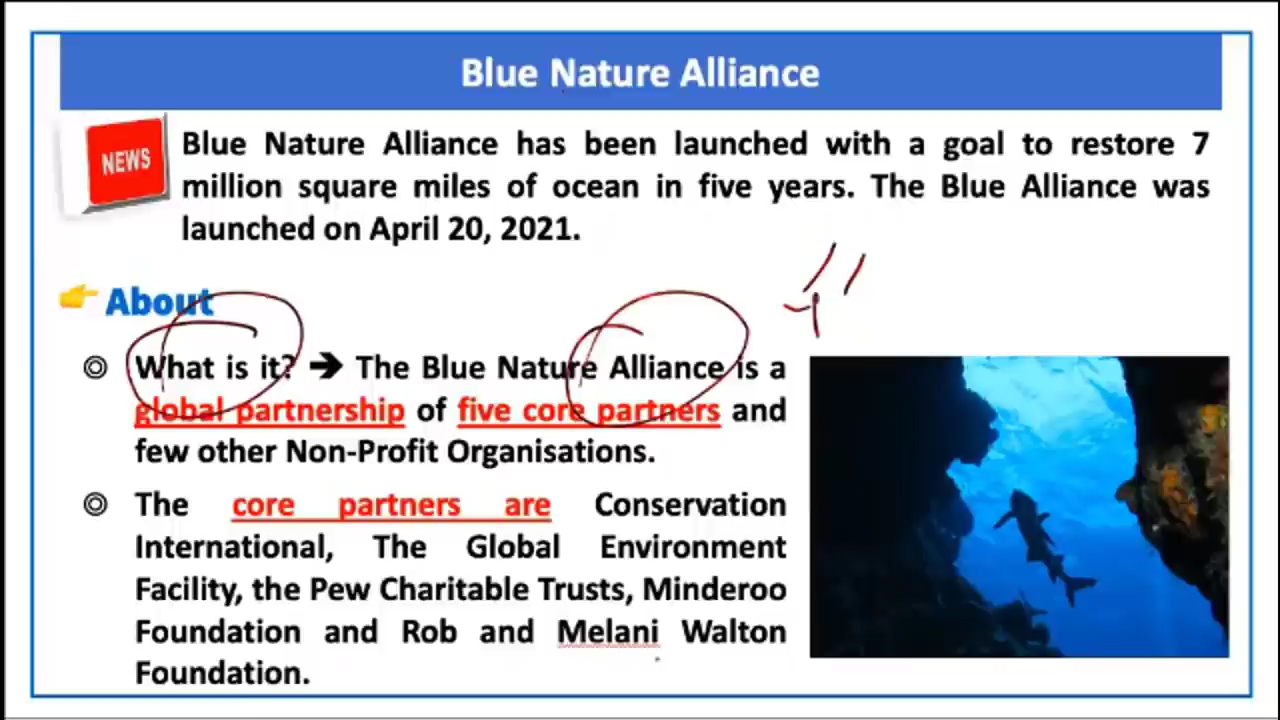 Blue Nature Alliance
NEWS
Blue Nature Alliance has been launched with a goal to restore 7
million square miles of ocean in five years. The Blue Alliance was
launched on April 20, 2021.
About
What is it? ➔ The Blue Nature Alliance is a
global partnership of five core partners and
few other Non-Profit Organisations.
The core partners are Conservation
International, The Global Environment
Facility, the Pew Charitable Trusts, Minderoo
Foundation and Rob and Melani Walton
Foundation.